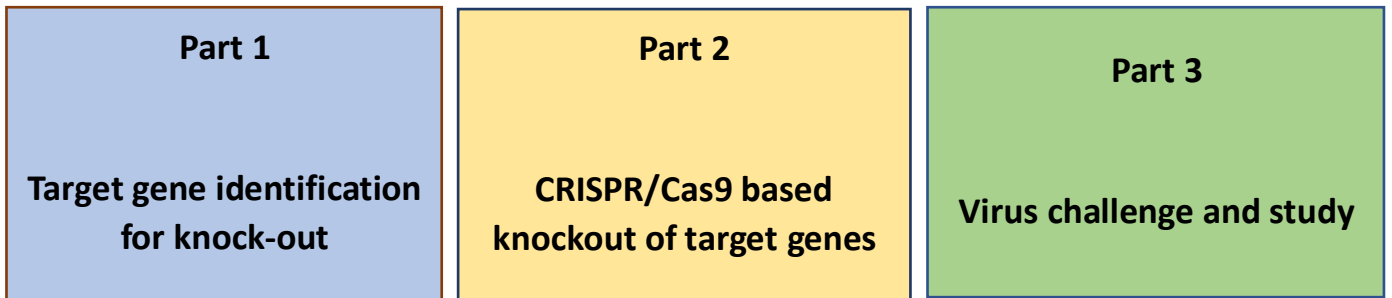 Part 1
Target gene identification
for knock-out
Part 2
CRISPR/Cas9 based
knockout of target genes
Part 3
Virus challenge and study